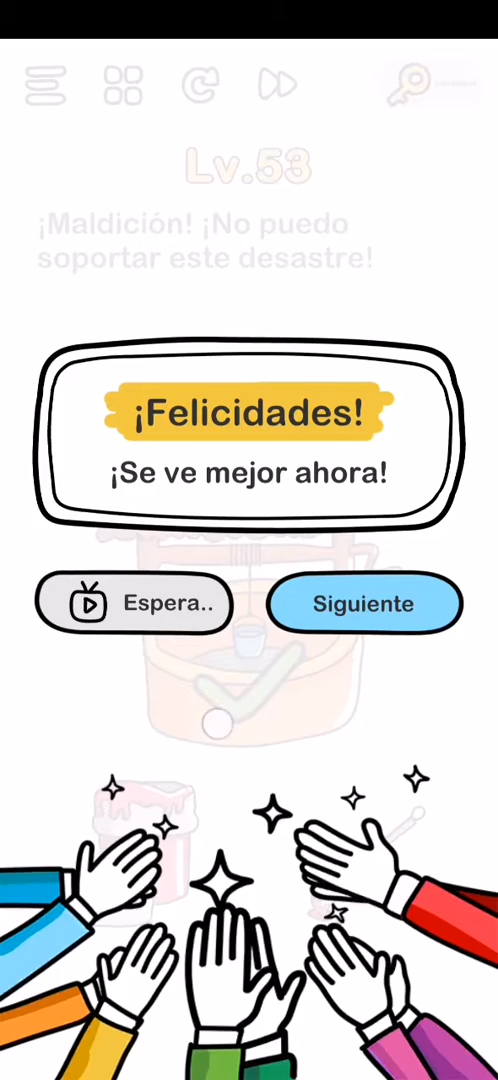 Lv.53
¡Maldición! ¡No puedo
soportar este desastre!
¡Felicidades!
¡Se ve mejor ahora!
Espera..
Siguiente